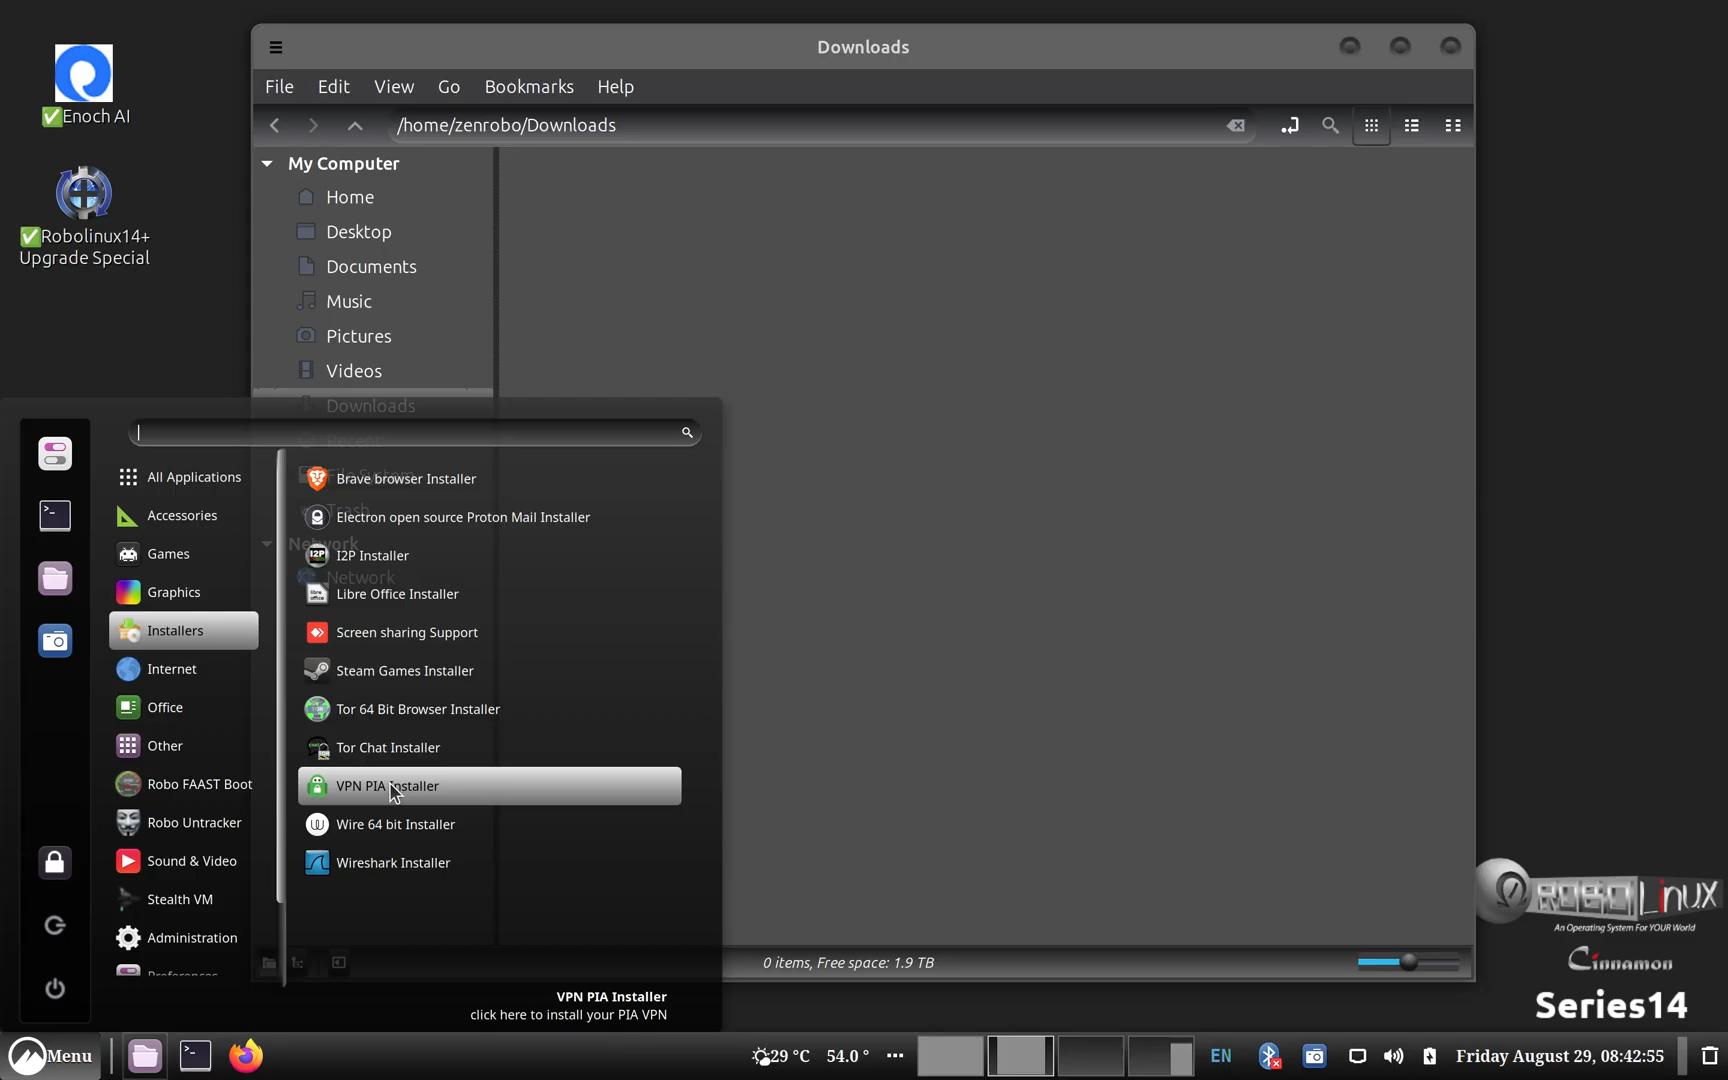 Downloads
File Edit View Go Bookmarks Help
/home/zenrobo/Downloads
✅Enoch AI
✅Robolinux14+
Upgrade Special
My Computer
Home
Desktop
Documents
Music
Pictures
Videos
Downloads
Recent
File System
Trash
Network
Network
All Applications
Accessories
Games
Graphics
Installers
Internet
Office
Other
Robo FAAST Boot
Robo Untracker
Sound & Video
Stealth VM
Administration
Preferences
Brave browser Installer
Electron open source Proton Mail Installer
I2P Installer
Libre Office Installer
Screen sharing Support
Steam Games Installer
Tor 64 Bit Browser Installer
Tor Chat Installer
VPN PIA Installer
Wire 64 bit Installer
Wireshark Installer
0 items, Free space: 1.9 TB
VPN PIA Installer
click here to install your PIA VPN
ROBOLINUX
An Operating System For YOUR World
Cinnamon
Series14
Menu
29 °C 54.0 °
EN
Friday August 29, 08:42:55